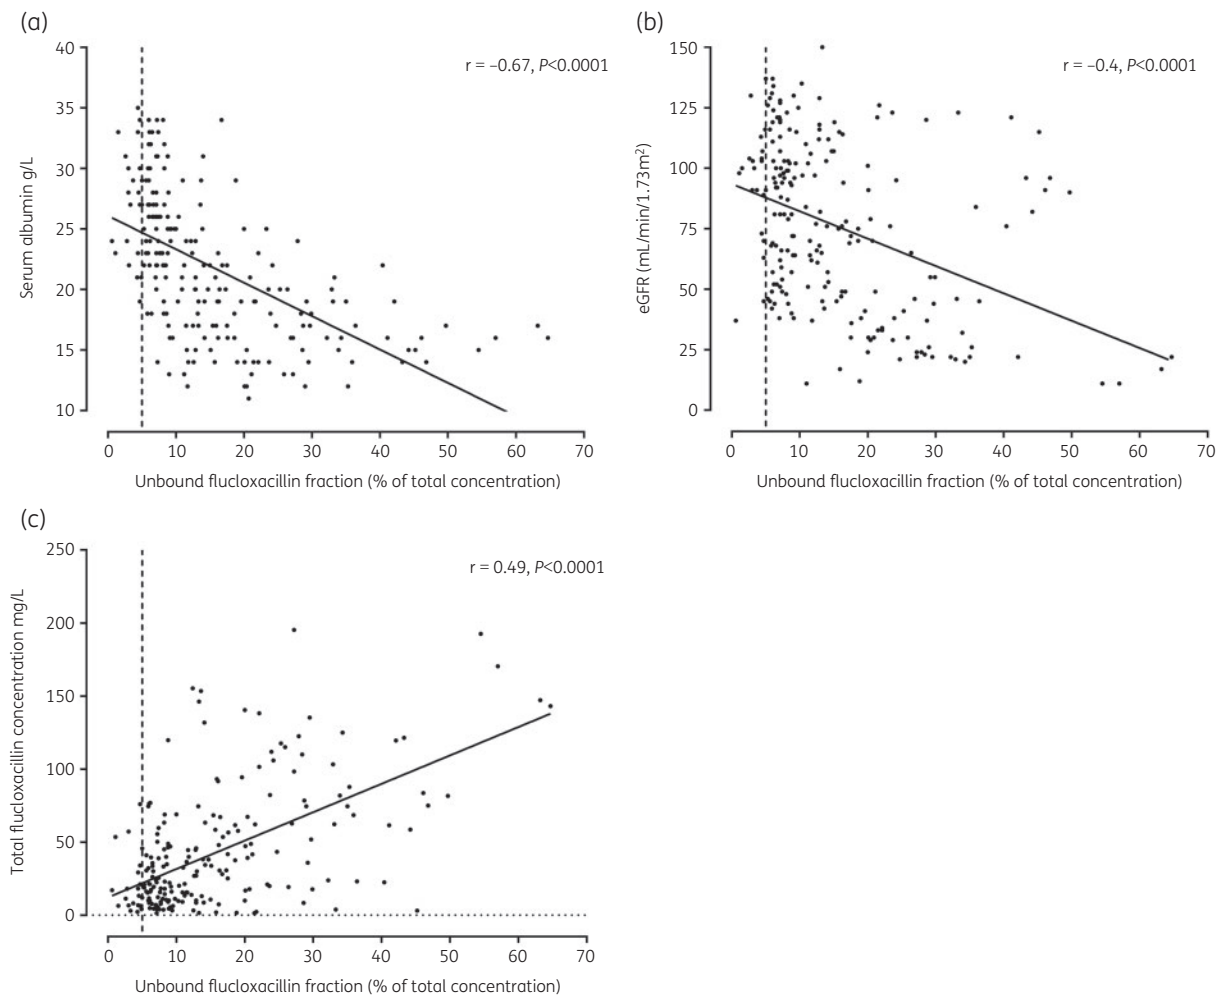 (a)
r = –0.67, P<0.0001
Serum albumin g/L
40
35
30
25
20
15
10
0 10 20 30 40 50 60 70
Unbound flucloxacillin fraction (% of total concentration)
(b)
r = –0.4, P<0.0001
eGFR (mL/min/1.73m²)
150
125
100
75
50
25
0
0 10 20 30 40 50 60 70
Unbound flucloxacillin fraction (% of total concentration)
(c)
r = 0.49, P<0.0001
Total flucloxacillin concentration mg/L
250
200
150
100
50
0
0 10 20 30 40 50 60 70
Unbound flucloxacillin fraction (% of total concentration)